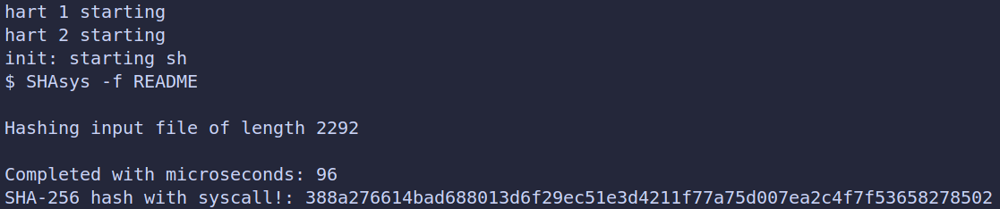 hart 1 starting
hart 2 starting
init: starting sh
$ SHAsys -f README
Hashing input file of length 2292
Completed with microseconds: 96
SHA-256 hash with syscall!: 388a276614bad688013d6f29ec51e3d4211f77a75d007ea2c4f7f53658278502